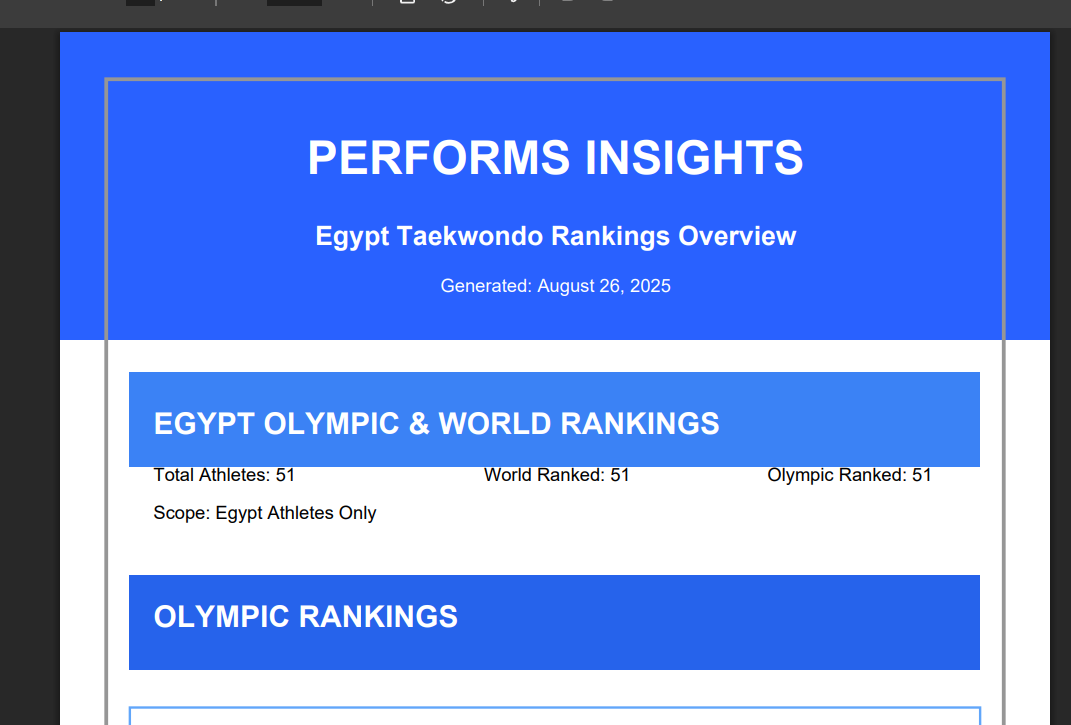 PERFORMS INSIGHTS
Egypt Taekwondo Rankings Overview
Generated: August 26, 2025
EGYPT OLYMPIC & WORLD RANKINGS
Total Athletes: 51 World Ranked: 51 Olympic Ranked: 51
Scope: Egypt Athletes Only
OLYMPIC RANKINGS